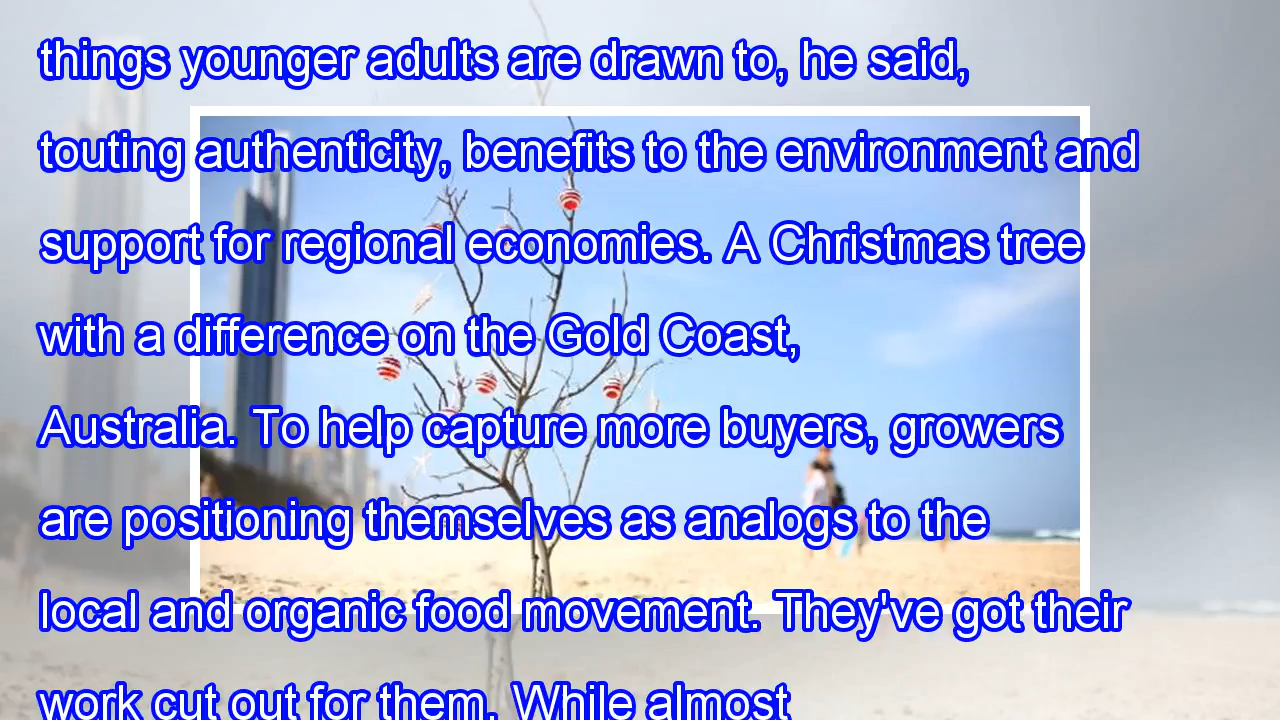 things younger adults are drawn to, he said,
touting authenticity, benefits to the environment and
support for regional economies. A Christmas tree
with a difference on the Gold Coast,
Australia. To help capture more buyers, growers
are positioning themselves as analogs to the
local and organic food movement. They've got their
work cut out for them. While almost